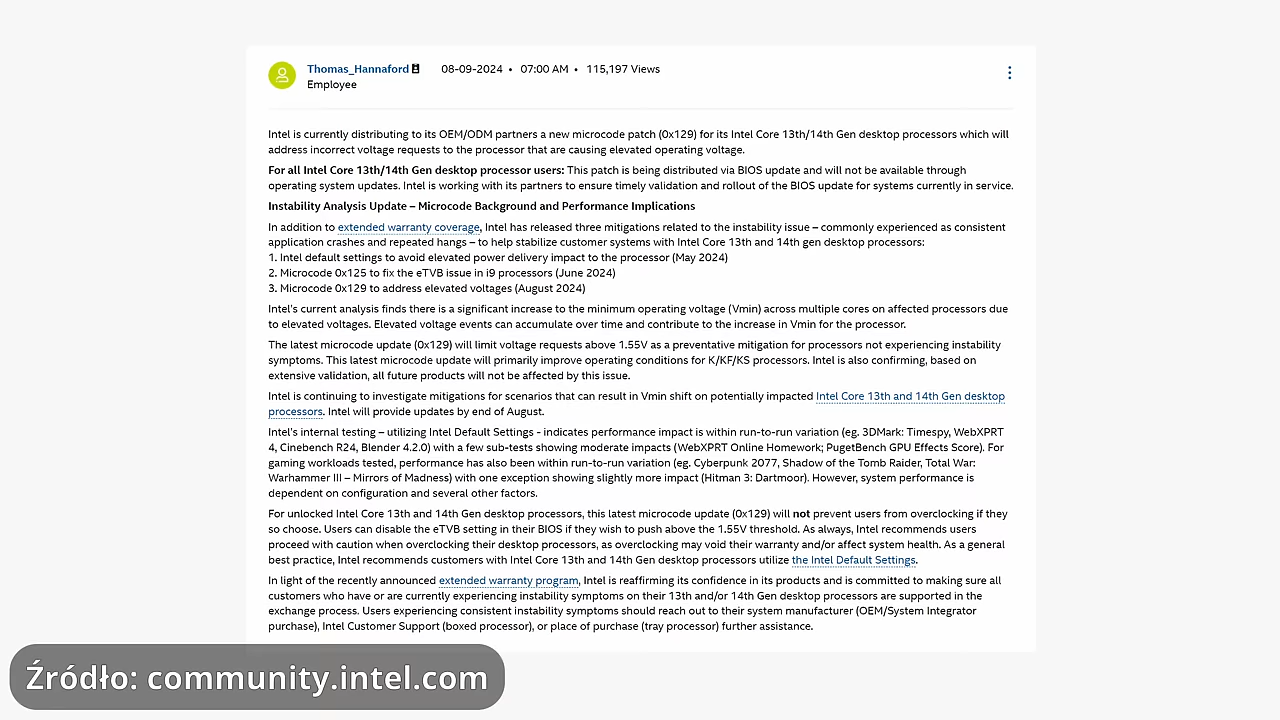 Thomas_Hannaford 08-09-2024 • 07:00 AM • 115,197 Views
Employee
Intel is currently distributing to its OEM/ODM partners a new microcode patch (0x129) for its Intel Core 13th/14th Gen desktop processors which will
address incorrect voltage requests to the processor that are causing elevated operating voltage.
For all Intel Core 13th/14th Gen desktop processor users: This patch is being distributed via BIOS update and will not be available through
operating system updates. Intel is working with its partners to ensure timely validation and rollout of the BIOS update for systems currently in service.
Instability Analysis Update – Microcode Background and Performance Implications
In addition to extended warranty coverage, Intel has released three mitigations related to the instability issue – commonly experienced as consistent
application crashes and repeated hangs – to help stabilize customer systems with Intel Core 13th and 14th gen desktop processors:
1. Intel default settings to avoid elevated power delivery impact to the processor (May 2024)
2. Microcode 0x125 to fix the eTVB issue in i9 processors (June 2024)
3. Microcode 0x129 to address elevated voltages (August 2024)
Intel's current analysis finds there is a significant increase to the minimum operating voltage (Vmin) across multiple cores on affected processors due
to elevated voltages. Elevated voltage events can accumulate over time and contribute to the increase in Vmin for the processor.
The latest microcode update (0x129) will limit voltage requests above 1.55V as a preventative mitigation for processors not experiencing instability
symptoms. This latest microcode update will primarily improve operating conditions for K/KF/KS processors. Intel is also confirming, based on
extensive validation, all future products will not be affected by this issue.
Intel is continuing to investigate mitigations for scenarios that can result in Vmin shift on potentially impacted Intel Core 13th and 14th Gen desktop
processors. Intel will provide updates by end of August.
Intel's internal testing – utilizing Intel Default Settings - indicates performance impact is within run-to-run variation (eg. 3DMark: Timespy, WebXPRT
4, Cinebench R24, Blender 4.2.0) with a few sub-tests showing moderate impacts (WebXPRT Online Homework; PugetBench GPU Effects Score). For
gaming workloads tested, performance has also been within run-to-run variation (eg. Cyberpunk 2077, Shadow of the Tomb Raider, Total War:
Warhammer III – Mirrors of Madness) with one exception showing slightly more impact (Hitman 3: Dartmoor). However, system performance is
dependent on configuration and several other factors.
For unlocked Intel Core 13th and 14th Gen desktop processors, this latest microcode update (0x129) will not prevent users from overclocking if they
so choose. Users can disable the eTVB setting in their BIOS if they wish to push above the 1.55V threshold. As always, Intel recommends users
proceed with caution when overclocking their desktop processors, as overclocking may void their warranty and/or affect system health. As a general
best practice, Intel recommends customers with Intel Core 13th and 14th Gen desktop processors utilize the Intel Default Settings.
In light of the recently announced extended warranty program, Intel is reaffirming its confidence in its products and is committed to making sure all
customers who have or are currently experiencing instability symptoms on their 13th and/or 14th Gen desktop processors are supported in the
exchange process. Users experiencing consistent instability symptoms should reach out to their system manufacturer (OEM/System Integrator
purchase), Intel Customer Support (boxed processor), or place of purchase (tray processor) further assistance.
Źródło: community.intel.com